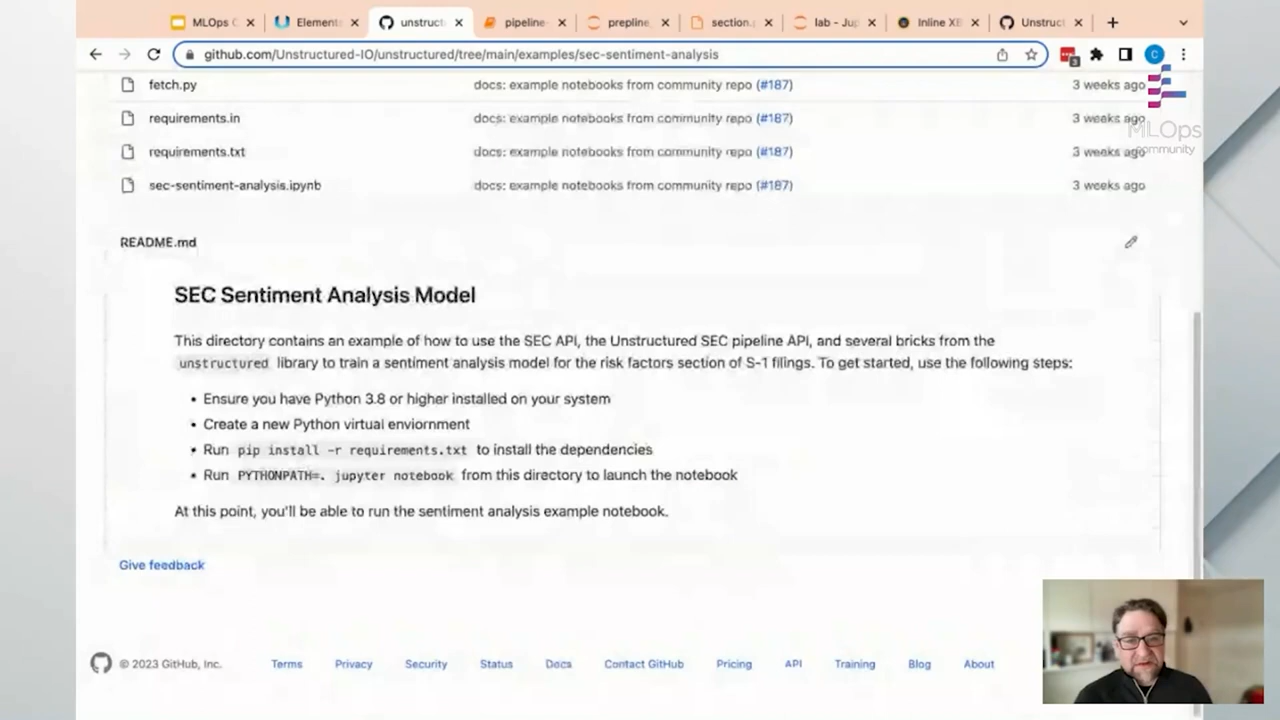 MLOps C
Element
unstruct
pipeline-
prepline_
section.
lab - Jup
Inline XB
Unstruct
github.com/Unstructured-IO/unstructured/tree/main/examples/sec-sentiment-analysis
3
C
fetch.py docs: example notebooks from community repo (#187) 3 weeks ago
requirements.in docs: example notebooks from community repo (#187) 3 weeks ago
requirements.txt docs: example notebooks from community repo (#187) 3 weeks ago
sec-sentiment-analysis.ipynb docs: example notebooks from community repo (#187) 3 weeks ago
MLOps
community
README.md
SEC Sentiment Analysis Model
This directory contains an example of how to use the SEC API, the Unstructured SEC pipeline API, and several bricks from the
unstructured library to train a sentiment analysis model for the risk factors section of S-1 filings. To get started, use the following steps:
• Ensure you have Python 3.8 or higher installed on your system
• Create a new Python virtual enviornment
• Run pip install -r requirements.txt to install the dependencies
• Run PYTHONPATH=. jupyter notebook from this directory to launch the notebook
At this point, you'll be able to run the sentiment analysis example notebook.
Give feedback
© 2023 GitHub, Inc. Terms Privacy Security Status Docs Contact GitHub Pricing API Training Blog About